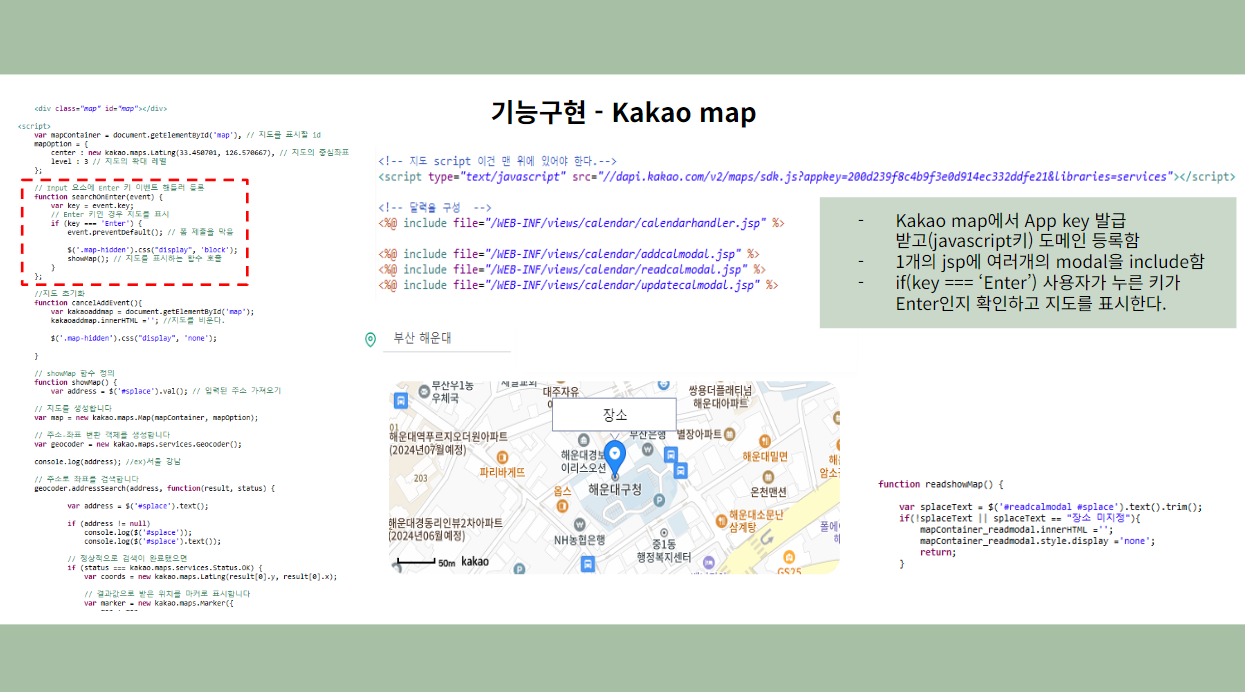 기능구현 - Kakao map
<div class="map" id="map"></div>
<script>
var mapContainer = document.getElementById('map'), // 지도를 표시할 id
mapOption = {
center : new kakao.maps.LatLng(33.450701, 126.570667), // 지도의 중심좌표
level : 3 // 지도의 확대 레벨
};
// Input 요소에 Enter 키 이벤트 핸들러 등록
function searchOnEnter(event) {
var key = event.key;
// Enter 키인 경우 지도를 표시
if (key === 'Enter') {
event.preventDefault(); // 폼 제출을 막음
$('.map-hidden').css("display", 'block');
showMap(); // 지도를 표시하는 함수 호출
}
};
//지도 초기화
function cancelAddEvent(){
var kakaoaddmap = document.getElementById('map');
kakaoaddmap.innerHTML =''; //지도를 비운다.
$('.map-hidden').css("display", 'none');
}
// showMap 함수 정의
function showMap() {
var address = $('#splace').val(); // 입력된 주소 가져오기
// 지도를 생성합니다
var map = new kakao.maps.Map(mapContainer, mapOption);
// 주소-좌표 변환 객체를 생성합니다
var geocoder = new kakao.maps.services.Geocoder();
console.log(address); //ex)서울 강남
// 주소로 좌표를 검색합니다
geocoder.addressSearch(address, function(result, status) {
var address = $("#splace").text();
if (address != null)
console.log($('#splace'));
console.log($('#splace').text());
// 정상적으로 검색이 완료됐으면
if (status === kakao.maps.services.Status.OK) {
var coords = new kakao.maps.LatLng(result[0].y, result[0].x);
// 결과값으로 받은 위치를 마커로 표시합니다
var marker = new kakao.maps.Marker({
<!-- 지도 script 이건 맨 위에 있어야 한다.-->
<script type="text/javascript" src="//dapi.kakao.com/v2/maps/sdk.js?appkey=200d239f8c4b9f3e0d914ec332ddfe21&libraries=services"></script>
<!-- 달력을 구성 -->
<%@ include file="/WEB-INF/views/calendar/calendarhandler.jsp" %>
<%@ include file="/WEB-INF/views/calendar/addcalmodal.jsp" %>
<%@ include file="/WEB-INF/views/calendar/readcalmodal.jsp" %>
<%@ include file="/WEB-INF/views/calendar/updatecalmodal.jsp" %>
- Kakao map에서 App key 발급
받고(javascript키) 도메인 등록함
- 1개의 jsp에 여러개의 modal을 include함
- if(key === ‘Enter’) 사용자가 누른 키가
Enter인지 확인하고 지도를 표시한다.
부산 해운대
부산우1동
우체국
대주자유
쌍용더플래티넘
해운대아파트
장소
해운대역푸르지오더원아파트
(2024년07월예정)
부산은행
별장아파트
해운대경보
이리스오션
파리바게뜨
해운대밀면
203
옵스
해운대구청
온천맨션
해운대경동리인뷰2차아파트
(2024년06월예정)
해운대소문난
삼계탕
NH농협은행
중1동
행정복지센터
GS25
50m kakao
function readshowMap() {
var splaceText = $('#readcalmodal #splace').text().trim();
if(!splaceText || splaceText == "장소 미지정"){
mapContainer_readmodal.innerHTML ='';
mapContainer_readmodal.style.display ='none';
return;
}